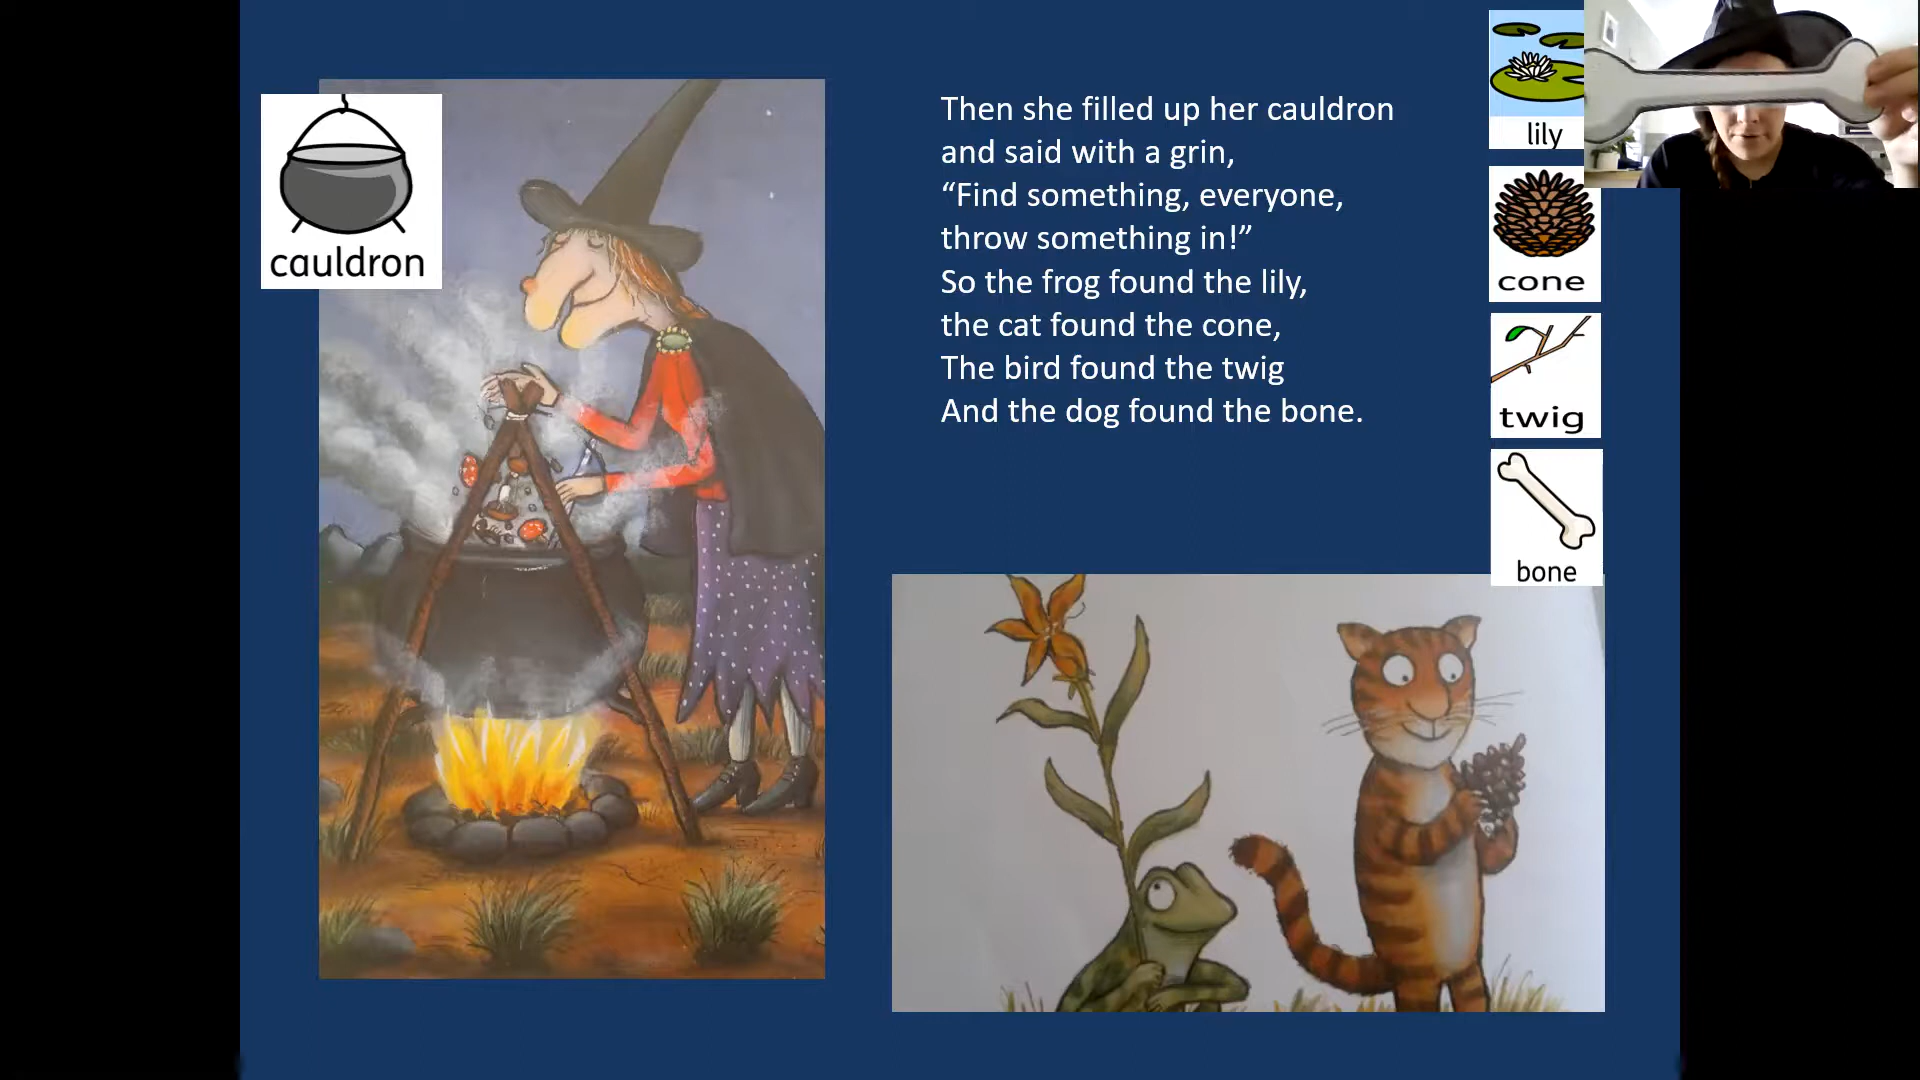 cauldron
Then she filled up her cauldron
and said with a grin,
“Find something, everyone,
throw something in!”
So the frog found the lily,
the cat found the cone,
The bird found the twig
And the dog found the bone.
lily
cone
twig
bone